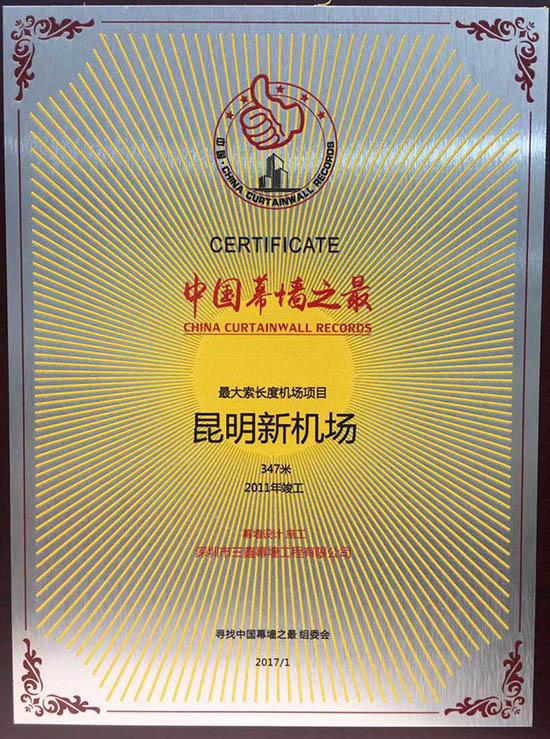 中国·CHINA CURTAINWALL RECORDS
CERTIFICATE
中国幕墙之最
CHINA CURTAINWALL RECORDS
最大索长度机场项目
昆明新机场
347米
2011年竣工
幕墙设计、施工
深圳市三鑫幕墙工程有限公司
寻找中国幕墙之最 组委会
2017/1